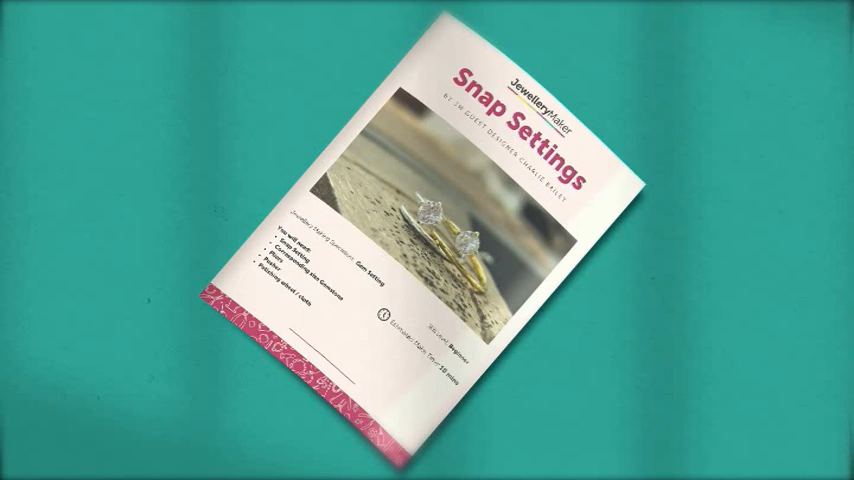 JewelleryMaker
Snap Settings
BY JM GUEST DESIGNER CHARLIE BAILEY
Jewellery Making Specialism: Gem Setting
You will need:
• Snap Setting
• Corresponding size Gemstone
• Pliers
• Pusher
• Polishing wheel / cloth
Skill Level: Beginner
Estimated Make Time: 10 mins